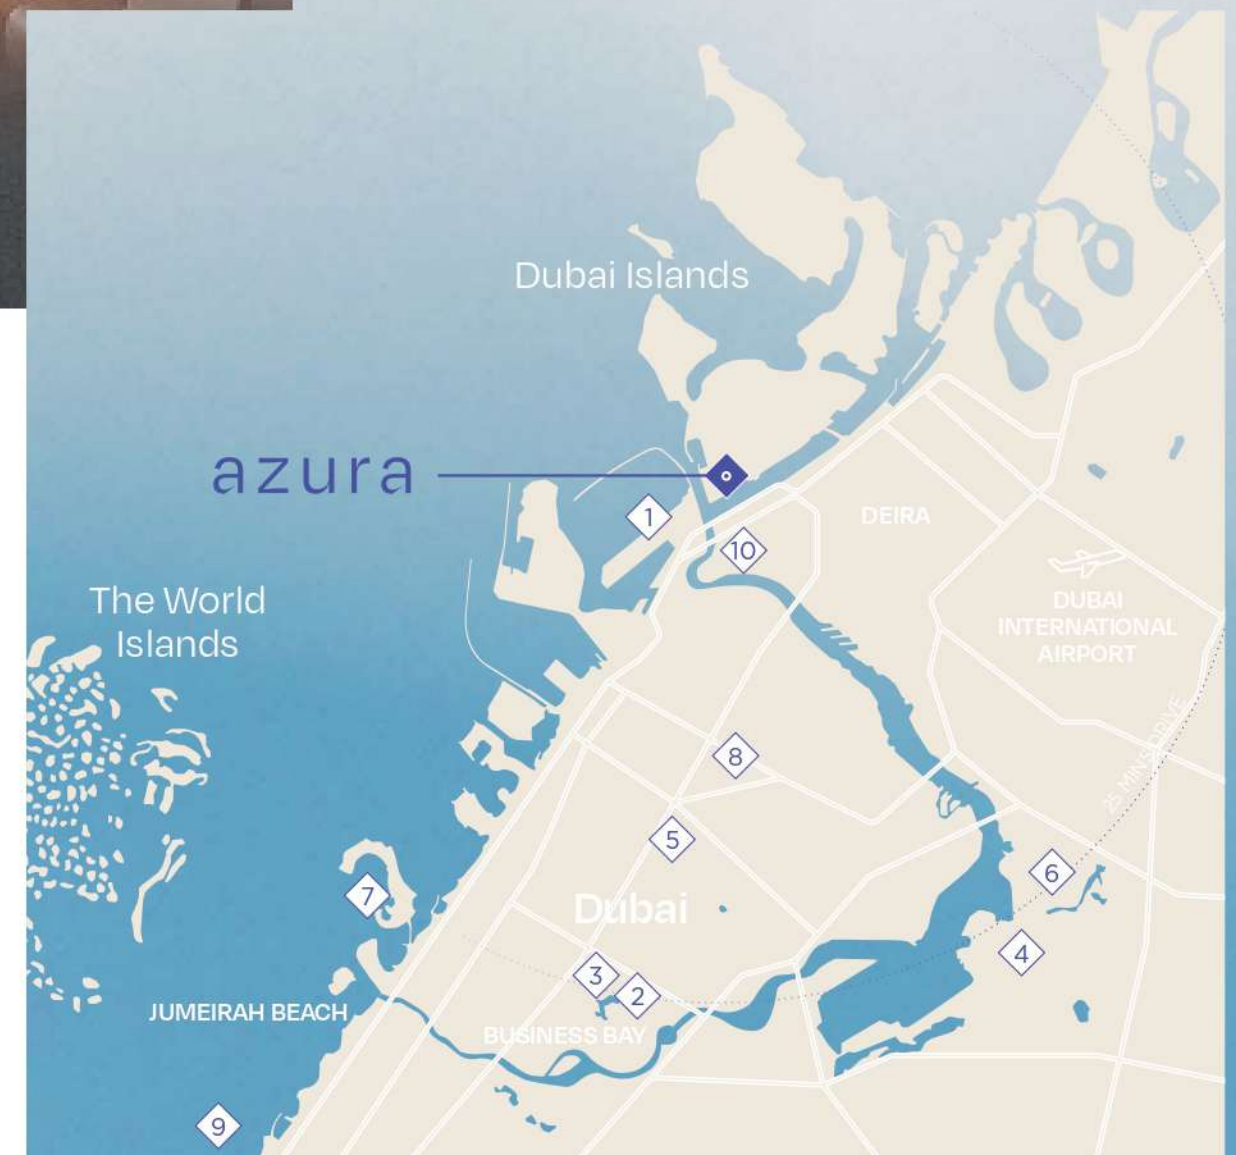 Dubai Islands
azura
1
10
DEIRA
DUBAI
INTERNATIONAL
AIRPORT
The World
Islands
25 MINS DRIVE
8
5
7
6
Dubai
4
3
2
JUMEIRAH BEACH
BUSINESS BAY
9